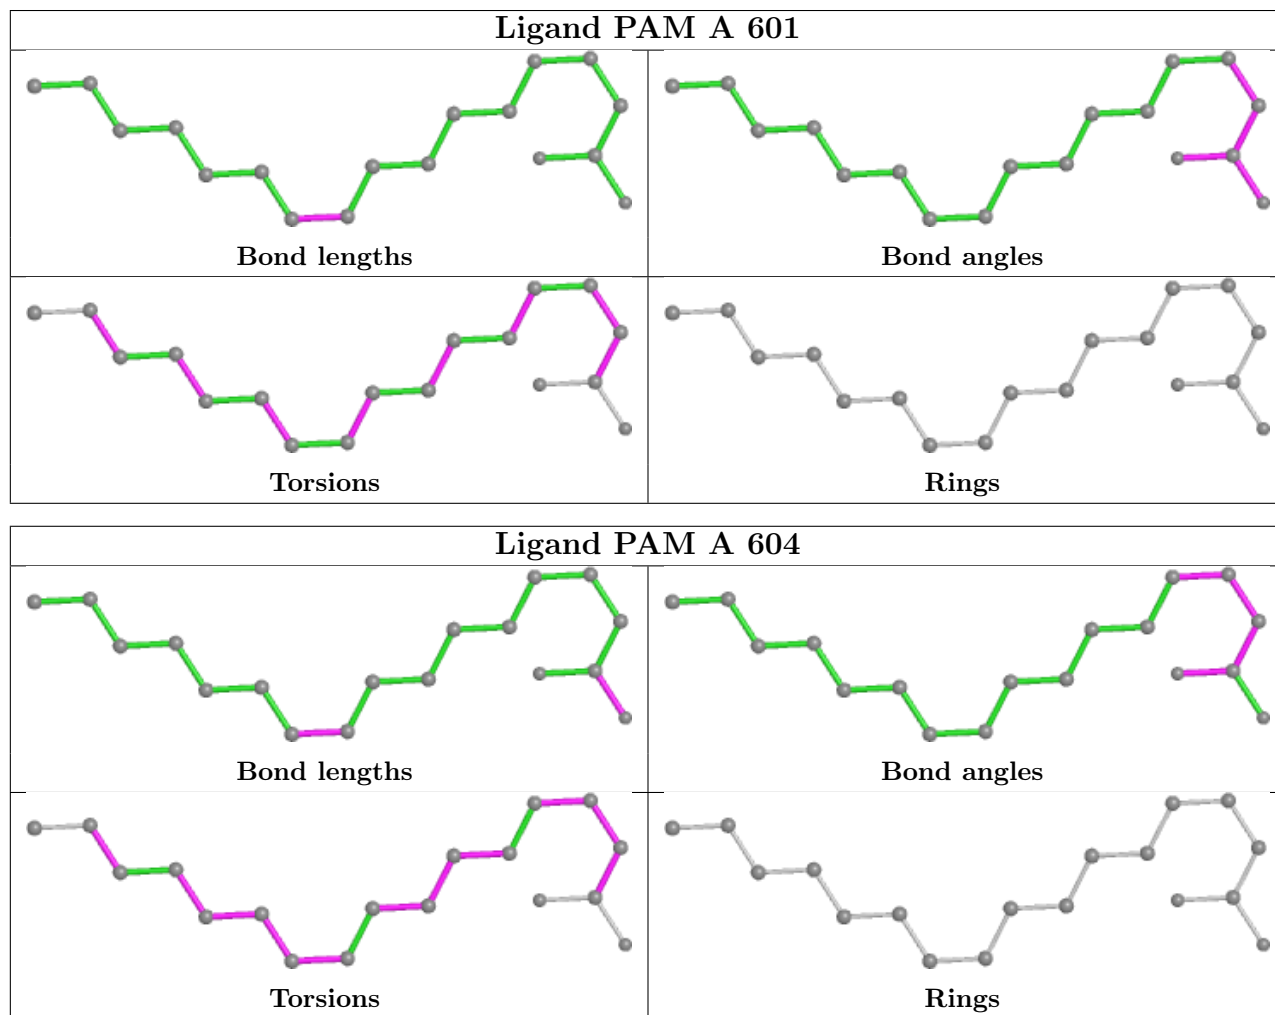 Ligand PAM A 601
Bond lengths
Bond angles
Torsions
Rings
Ligand PAM A 604
Bond lengths
Bond angles
Torsions
Rings